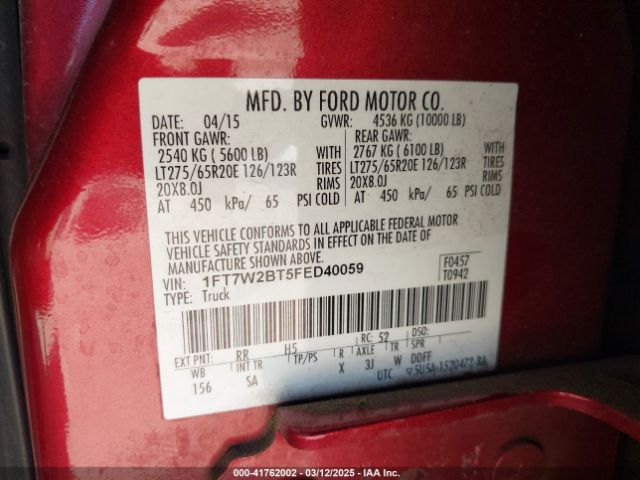 MFD. BY FORD MOTOR CO.
DATE: 04/15 GVWR: 4536 KG (10000 LB)
FRONT GAWR: REAR GAWR:
2540 KG ( 5600 LB) WITH 2767 KG ( 6100 LB) WITH
LT275/65R20E 126/123R TIRES LT275/65R20E 126/123R TIRES
20X8.0J RIMS 20X8.0J RIMS
AT 450 kPa/ 65 PSI COLD AT 450 kPa/ 65 PSI COLD
THIS VEHICLE CONFORMS TO ALL APPLICABLE FEDERAL MOTOR
VEHICLE SAFETY STANDARDS IN EFFECT ON THE DATE OF
MANUFACTURE SHOWN ABOVE.
VIN: 1FT7W2BT5FED40059 F0457
TYPE: Truck T0942
EXT PNT: RR H5 RC: 52 DSO:
WB INT TR TP/PS R AXLE TR SPR
156 SA X 3J W DDFF
UTC 5U5A-1520472-BA
000-41762002 - 03/12/2025 - IAA Inc.